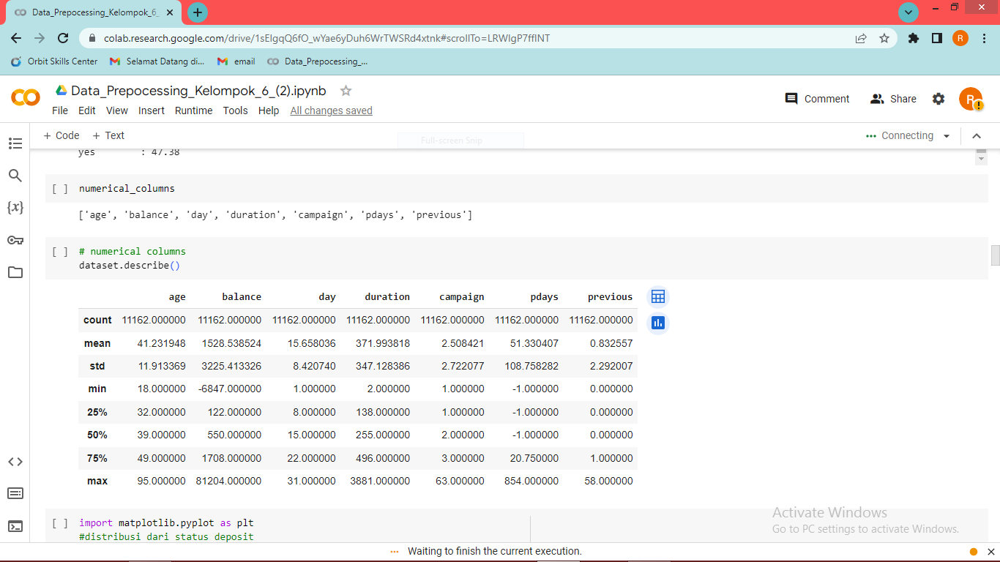 Data_Prepocessing_Kelompok_6_
colab.research.google.com/drive/1sElgqQ6fO_wYae6yDuh6WrTWSRd4xtnk#scrollTo=LRWIgP7fflNT
R
Orbit Skills Center Selamat Datang di... email Data_Prepocessing_...
Data_Prepocessing_Kelompok_6_(2).ipynb
File Edit View Insert Runtime Tools Help All changes saved
Comment Share R
+ Code + Text
Full-screen Snip
Connecting
yes : 47.38
[ ] numerical_columns
['age', 'balance', 'day', 'duration', 'campaign', 'pdays', 'previous']
[ ] # numerical columns
dataset.describe()
age balance day duration campaign pdays previous
count 11162.000000 11162.000000 11162.000000 11162.000000 11162.000000 11162.000000 11162.000000
mean 41.231948 1528.538524 15.658036 371.993818 2.508421 51.330407 0.832557
std 11.913369 3225.413326 8.420740 347.128386 2.722077 108.758282 2.292007
min 18.000000 -6847.000000 1.000000 2.000000 1.000000 -1.000000 0.000000
25% 32.000000 122.000000 8.000000 138.000000 1.000000 -1.000000 0.000000
50% 39.000000 550.000000 15.000000 255.000000 2.000000 -1.000000 0.000000
75% 49.000000 1708.000000 22.000000 496.000000 3.000000 20.750000 1.000000
max 95.000000 81204.000000 31.000000 3881.000000 63.000000 854.000000 58.000000
[ ] import matplotlib.pyplot as plt
#distribusi dari status deposit
Activate Windows
Go to PC settings to activate Windows.
Waiting to finish the current execution.